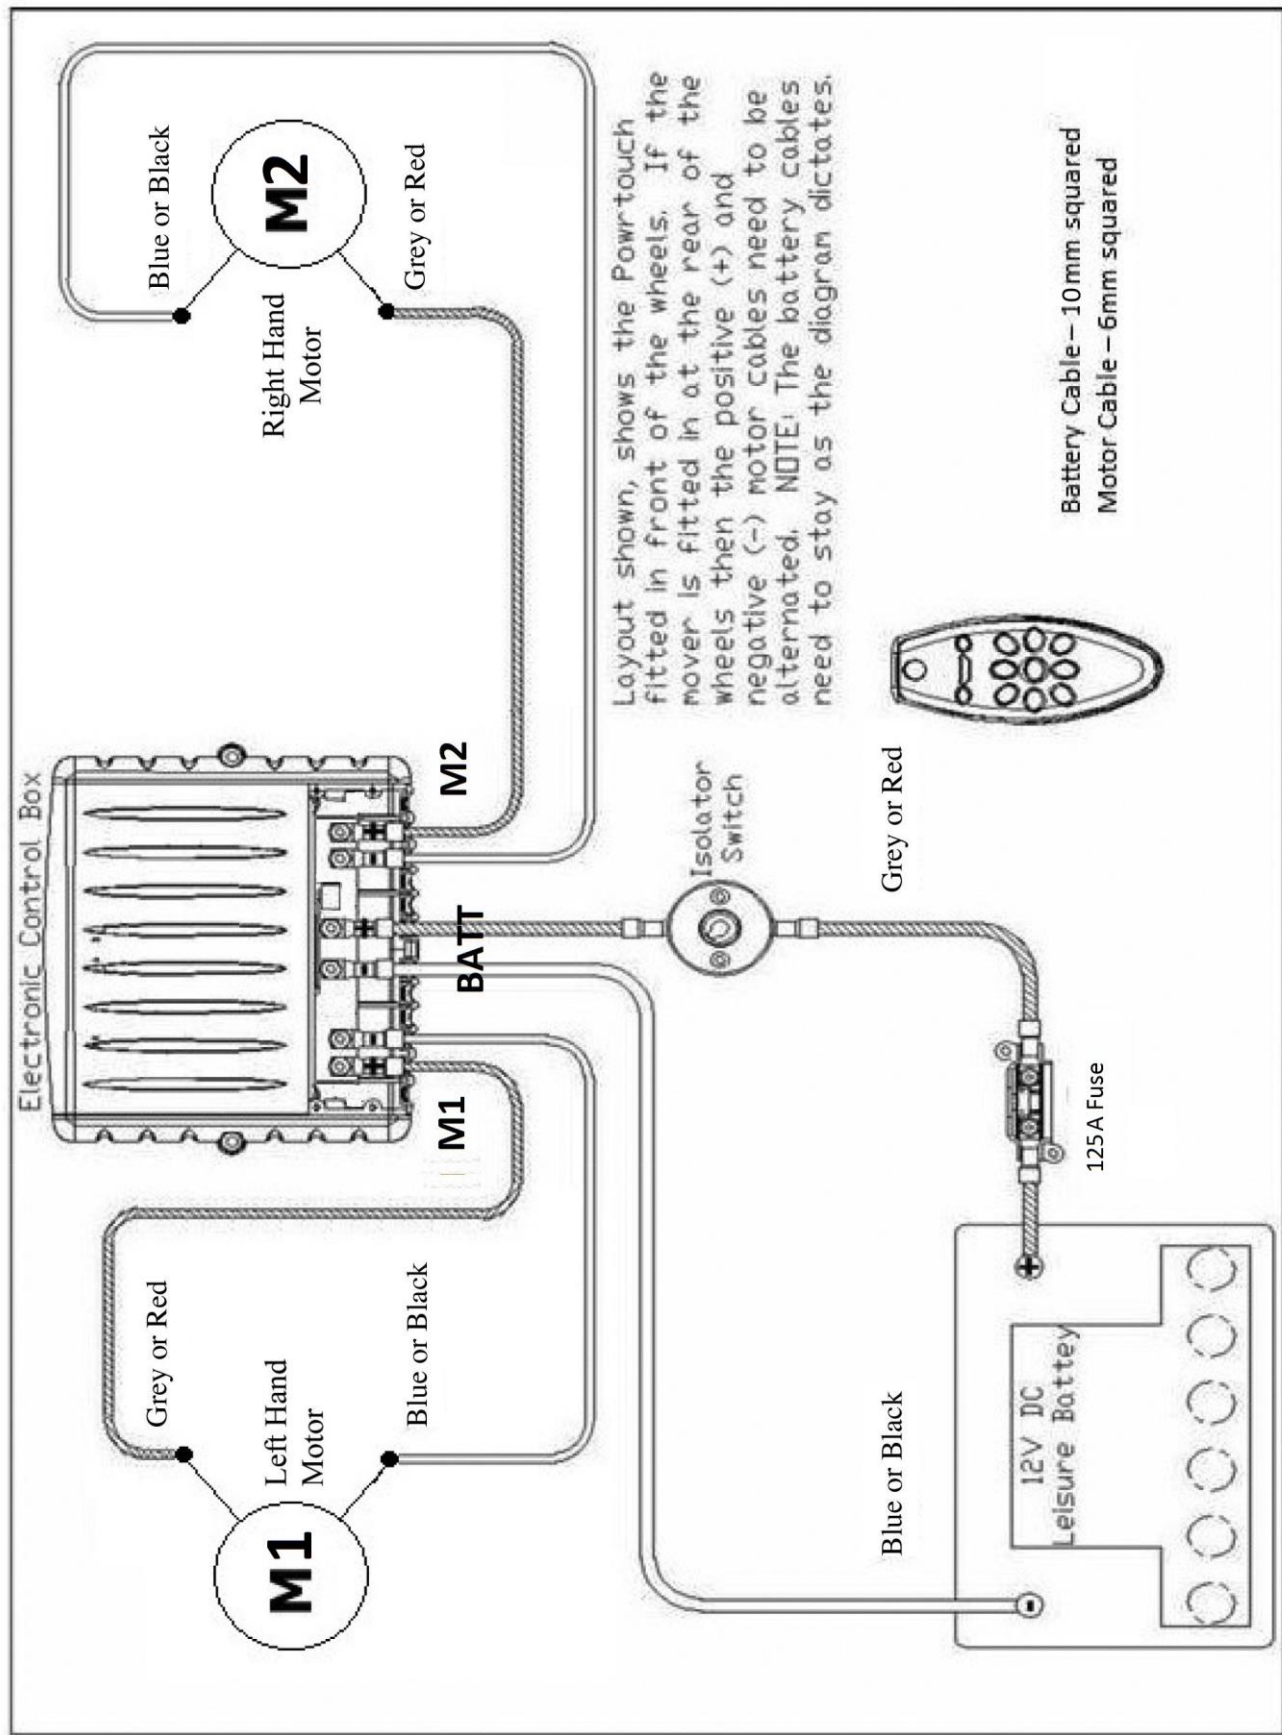 Electronic Control Box
Blue or Black
M2
Grey or Red
Right Hand
Motor
M2
BATT
M1
Grey or Red
Left Hand
Motor
M1
Blue or Black
Layout shown, shows the Powrtouch
fitted in front of the wheels. If the
mover is fitted in at the rear of the
wheels then the positive (+) and
negative (-) motor cables need to be
alternated. NOTE: The battery cables
need to stay as the diagram dictates.
Isolator
Switch
Grey or Red
Battery Cable – 10mm squared
Motor Cable – 6mm squared
125A Fuse
Blue or Black
12V DC
Leisure Battey
+
-
+
-
+
-
+
-